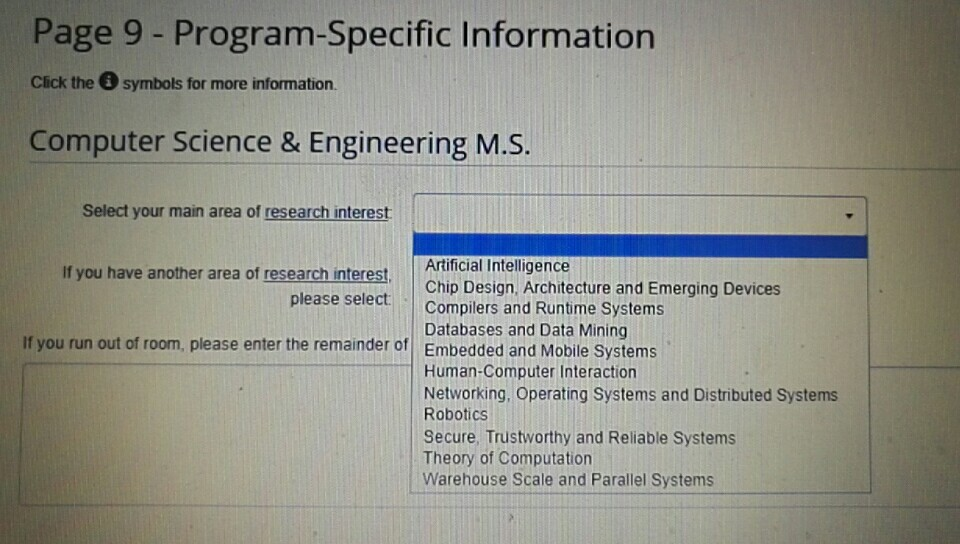 Page 9 - Program-Specific Information
Click the i symbols for more information.
Computer Science & Engineering M.S.
Select your main area of research interest:
If you have another area of research interest,
please select:
If you run out of room, please enter the remainder of
Artificial Intelligence
Chip Design, Architecture and Emerging Devices
Compilers and Runtime Systems
Databases and Data Mining
Embedded and Mobile Systems
Human-Computer Interaction
Networking, Operating Systems and Distributed Systems
Robotics
Secure, Trustworthy and Reliable Systems
Theory of Computation
Warehouse Scale and Parallel Systems